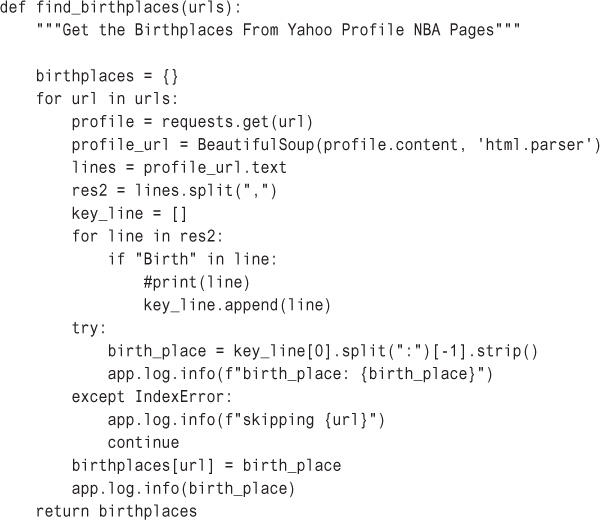 def find_birthplaces(urls):
    """Get the Birthplaces From Yahoo Profile NBA Pages"""

    birthplaces = {}
    for url in urls:
        profile = requests.get(url)
        profile_url = BeautifulSoup(profile.content, 'html.parser')
        lines = profile_url.text
        res2 = lines.split(",")
        key_line = []
        for line in res2:
            if "Birth" in line:
                #print(line)
                key_line.append(line)
        try:
            birth_place = key_line[0].split(":")[-1].strip()
            app.log.info(f"birth_place: {birth_place}")
        except IndexError:
            app.log.info(f"skipping {url}")
            continue
        birthplaces[url] = birth_place
        app.log.info(birth_place)
    return birthplaces